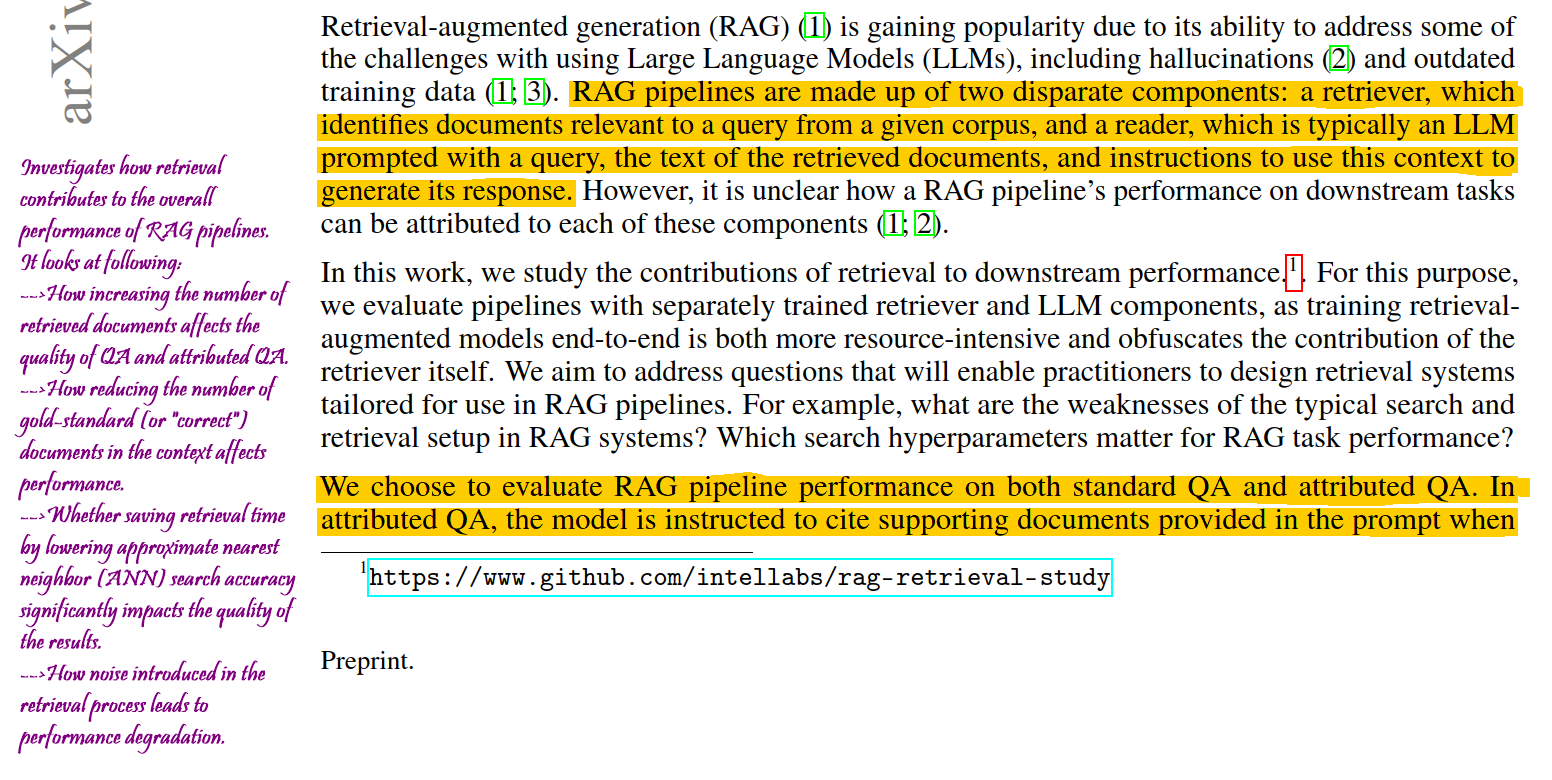 arXiv
Retrieval-augmented generation (RAG) (1) is gaining popularity due to its ability to address some of
the challenges with using Large Language Models (LLMs), including hallucinations (2) and outdated
training data (1; 3). RAG pipelines are made up of two disparate components: a retriever, which
identifies documents relevant to a query from a given corpus, and a reader, which is typically an LLM
prompted with a query, the text of the retrieved documents, and instructions to use this context to
generate its response. However, it is unclear how a RAG pipeline's performance on downstream tasks
can be attributed to each of these components (1; 2).
In this work, we study the contributions of retrieval to downstream performance.1. For this purpose,
we evaluate pipelines with separately trained retriever and LLM components, as training retrieval-
augmented models end-to-end is both more resource-intensive and obfuscates the contribution of the
retriever itself. We aim to address questions that will enable practitioners to design retrieval systems
tailored for use in RAG pipelines. For example, what are the weaknesses of the typical search and
retrieval setup in RAG systems? Which search hyperparameters matter for RAG task performance?
We choose to evaluate RAG pipeline performance on both standard QA and attributed QA. In
attributed QA, the model is instructed to cite supporting documents provided in the prompt when
1https://www.github.com/intellabs/rag-retrieval-study
Preprint.
Investigates how retrieval
contributes to the overall
performance of RAG pipelines.
It looks at following:
-->How increasing the number of
retrieved documents affects the
quality of QA and attributed QA.
-->How reducing the number of
gold-standard (or "correct")
documents in the context affects
performance.
-->Whether saving retrieval time
by lowering approximate nearest
neighbor (ANN) search accuracy
significantly impacts the quality of
the results.
-->How noise introduced in the
retrieval process leads to
performance degradation.